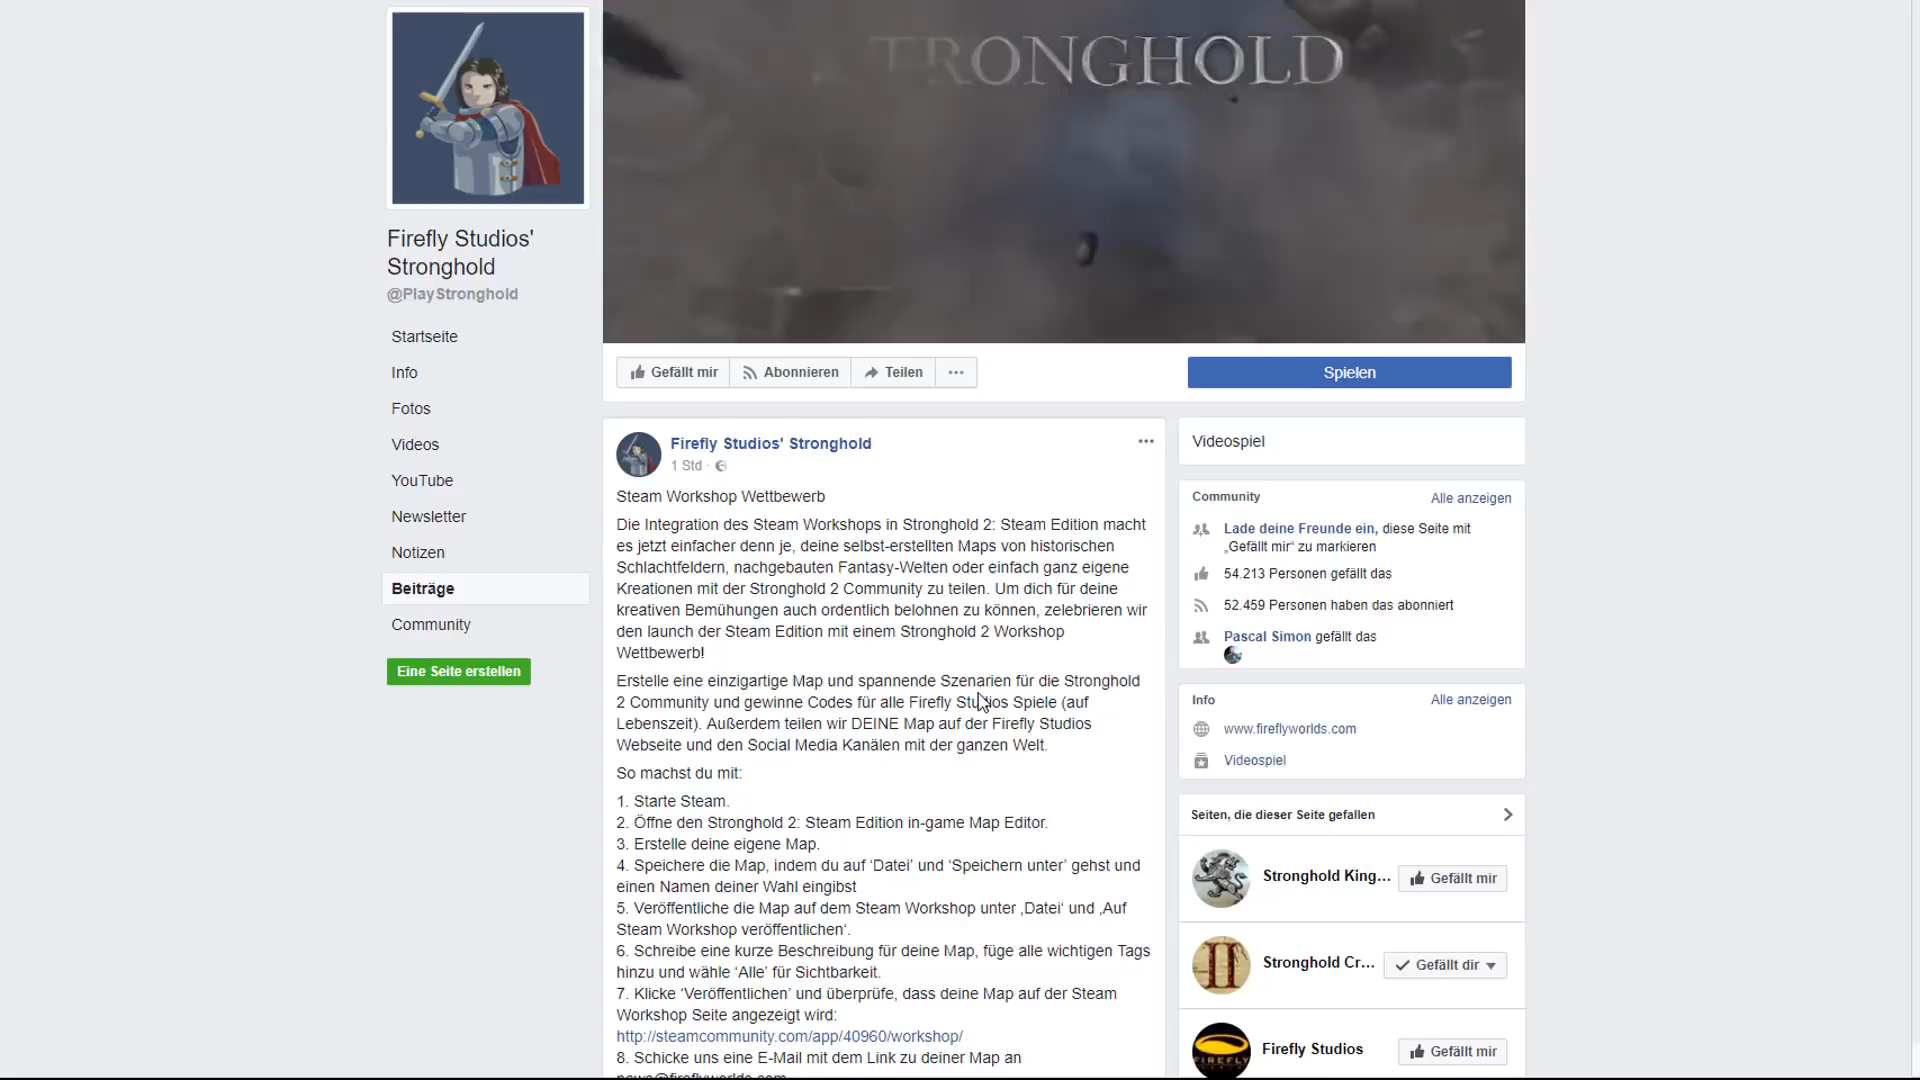 STRONGHOLD
Firefly Studios'
Stronghold
@PlayStronghold
Startseite
Info
Fotos
Videos
YouTube
Newsletter
Notizen
Beiträge
Community
Eine Seite erstellen
Gefällt mir
Abonnieren
Teilen
Spielen
Firefly Studios' Stronghold
1 Std ·
Steam Workshop Wettbewerb
Die Integration des Steam Workshops in Stronghold 2: Steam Edition macht
es jetzt einfacher denn je, deine selbst-erstellten Maps von historischen
Schlachtfeldern, nachgebauten Fantasy-Welten oder einfach ganz eigene
Kreationen mit der Stronghold 2 Community zu teilen. Um dich für deine
kreativen Bemühungen auch ordentlich belohnen zu können, zelebrieren wir
den launch der Steam Edition mit einem Stronghold 2 Workshop
Wettbewerb!
Erstelle eine einzigartige Map und spannende Szenarien für die Stronghold
2 Community und gewinne Codes für alle Firefly Studios Spiele (auf
Lebenszeit). Außerdem teilen wir DEINE Map auf der Firefly Studios
Webseite und den Social Media Kanälen mit der ganzen Welt.
So machst du mit:
1. Starte Steam.
2. Öffne den Stronghold 2: Steam Edition in-game Map Editor.
3. Erstelle deine eigene Map.
4. Speichere die Map, indem du auf ‘Datei’ und ‘Speichern unter’ gehst und
einen Namen deiner Wahl eingibst
5. Veröffentliche die Map auf dem Steam Workshop unter ‚Datei‘ und ‚Auf
Steam Workshop veröffentlichen‘.
6. Schreibe eine kurze Beschreibung für deine Map, füge alle wichtigen Tags
hinzu und wähle ‘Alle’ für Sichtbarkeit.
7. Klicke ‘Veröffentlichen’ und überprüfe, dass deine Map auf der Steam
Workshop Seite angezeigt wird:
http://steamcommunity.com/app/40960/workshop/
8. Schicke uns eine E-Mail mit dem Link zu deiner Map an
news@fireflyworlds.com
Videospiel
Community
Alle anzeigen
Lade deine Freunde ein, diese Seite mit
„Gefällt mir“ zu markieren
54.213 Personen gefällt das
52.459 Personen haben das abonniert
Pascal Simon gefällt das
Info
Alle anzeigen
www.fireflyworlds.com
Videospiel
Seiten, die dieser Seite gefallen
Stronghold King...
Gefällt mir
Stronghold Cr...
Gefällt dir
FIREFLY
Firefly Studios
Gefällt mir